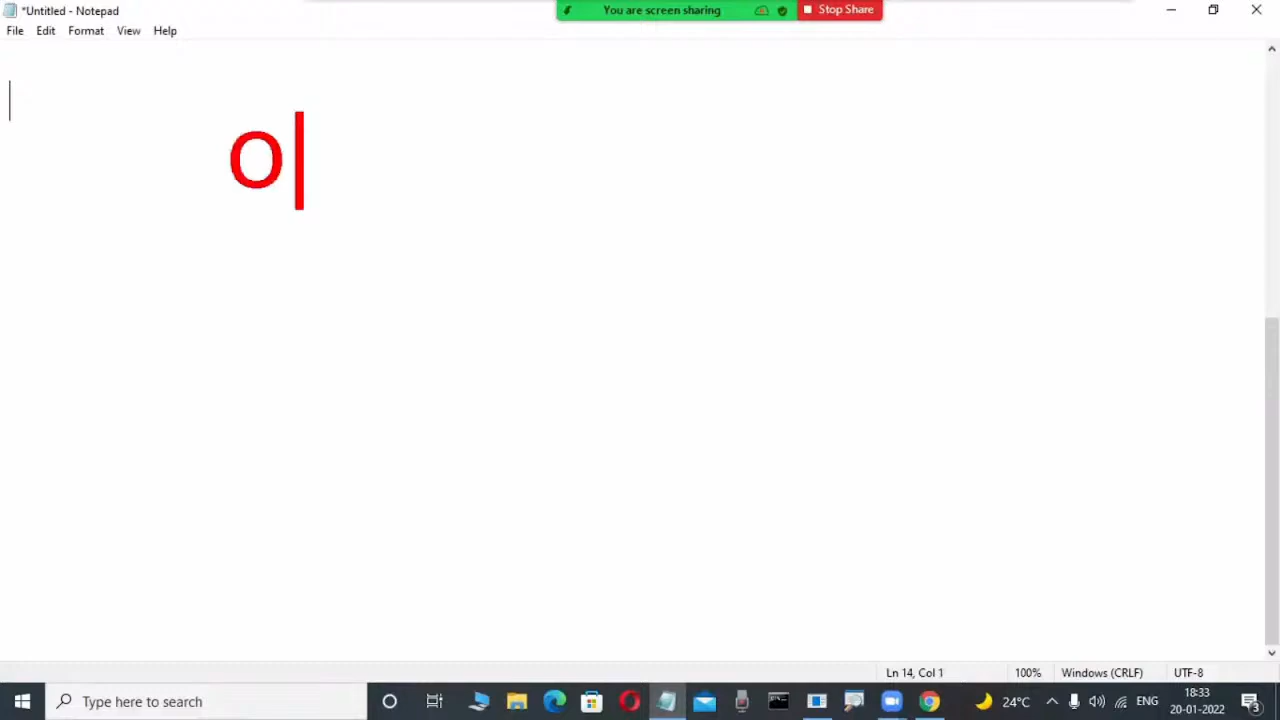 *Untitled - Notepad
You are screen sharing
Stop Share
File Edit Format View Help
o
Ln 14, Col 1
100%
Windows (CRLF)
UTF-8
Type here to search
24°C
ENG
18:33
20-01-2022
3